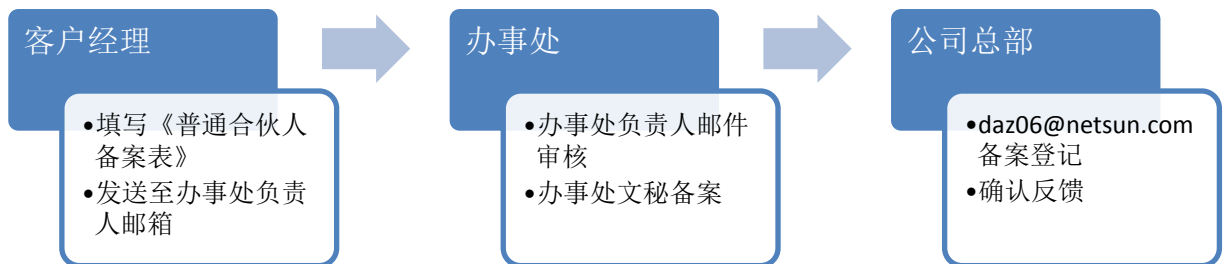 客户经理
•填写《普通合伙人
备案表》
•发送至办事处负责
人邮箱
办事处
•办事处负责人邮件
审核
•办事处文秘备案
公司总部
•daz06@netsun.com
备案登记
•确认反馈